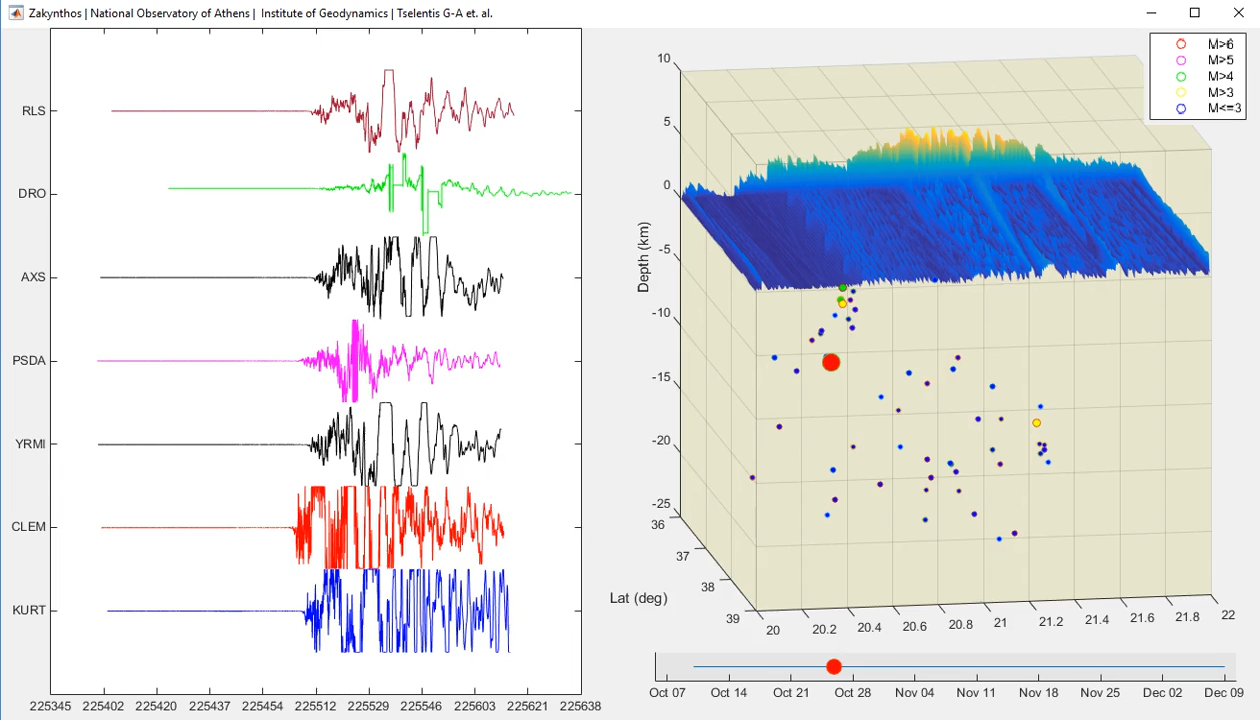 Zakynthos | National Observatory of Athens | Institute of Geodynamics | Tselentis G-A et. al.
RLS
DRO
AXS
PSDA
YRMI
CLEM
KURT
225345 225402 225420 225437 225454 225512 225529 225546 225603 225621 225638
M>6
M>5
M>4
M>3
M<=3
Depth (km)
10
5
0
-5
-10
-15
-20
-25
36
37
38
39
Lat (deg)
20 20.2 20.4 20.6 20.8 21 21.2 21.4 21.6 21.8 22
Oct 07 Oct 14 Oct 21 Oct 28 Nov 04 Nov 11 Nov 18 Nov 25 Dec 02 Dec 09